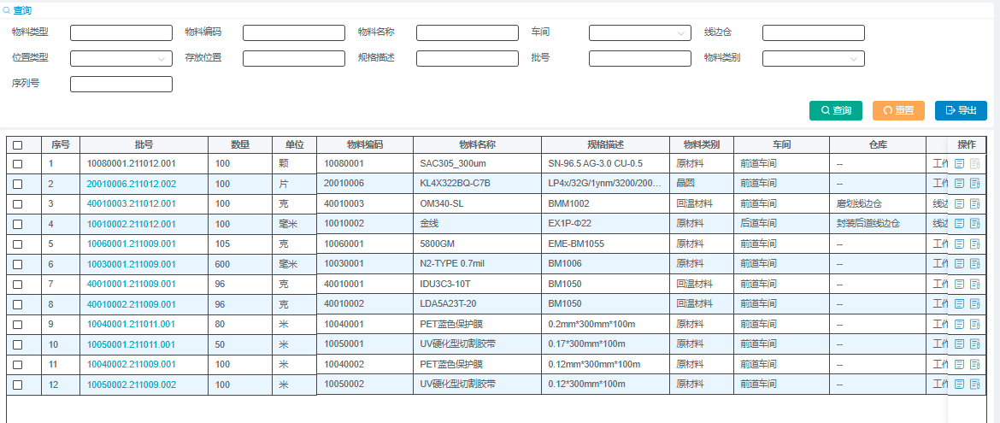 查询
物料类型 物料编码 物料名称 车间 线边仓
位置类型 存放位置 规格描述 批号 物料类别
序列号
查询 重置 导出
序号 批号 数量 单位 物料编码 物料名称 规格描述 物料类别 车间 仓库 操作
1 10080001.211012.001 100 颗 10080001 SAC305_300um SN-96.5 AG-3.0 CU-0.5 原材料 前道车间 -- 工作
2 20010006.211012.002 100 片 20010006 KL4X322BQ-C7B LP4x/32G/1ynm/3200/200... 晶圆 前道车间 -- 工作
3 40010003.211012.001 100 克 40010003 OM340-SL BMM1002 回温材料 前道车间 磨划线边仓 线边
4 10010002.211012.001 100 毫米 10010002 金线 EX1P-Φ22 原材料 后道车间 封装后道线边仓 线边
5 10060001.211009.001 105 克 10060001 5800GM EME-BM1055 原材料 前道车间 -- 工作
6 10030001.211009.001 600 毫米 10030001 N2-TYPE 0.7mil BM1006 原材料 前道车间 -- 工作
7 40010001.211009.001 96 克 40010001 IDU3C3-10T BM1050 回温材料 前道车间 -- 工作
8 40010002.211009.001 96 克 40010002 LDA5A23T-20 BM1050 回温材料 前道车间 -- 工作
9 10040001.211011.001 80 米 10040001 PET蓝色保护膜 0.2mm*300mm*100m 原材料 前道车间 -- 工作
10 10050001.211011.001 50 米 10050001 UV硬化型切割胶带 0.17*300mm*100m 原材料 前道车间 -- 工作
11 10040002.211009.001 100 米 10040002 PET蓝色保护膜 0.12mm*300mm*100m 原材料 前道车间 -- 工作
12 10050002.211009.002 100 米 10050002 UV硬化型切割胶带 0.12*300mm*100m 原材料 前道车间 -- 工作